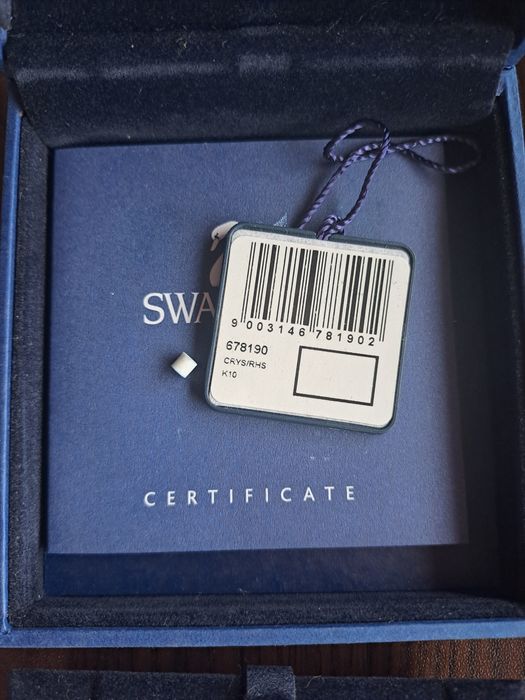 SWA
9 003146 781902
678190
CRYS/RHS
K10
CERTIFICATE